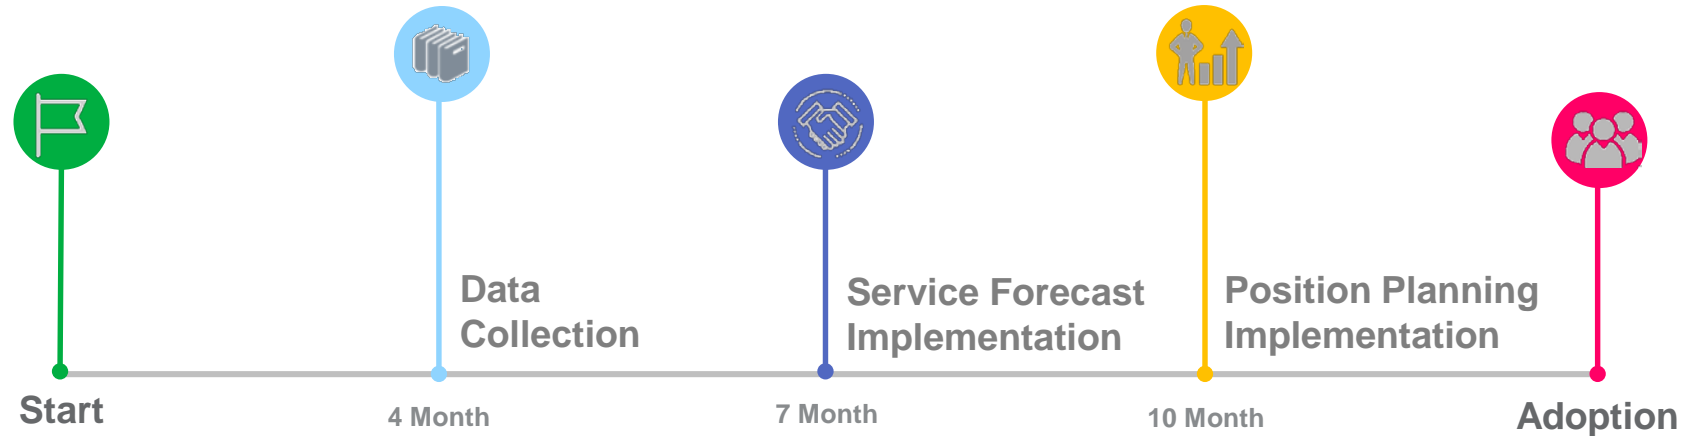 Data
Collection
Service Forecast
Implementation
Position Planning
Implementation
Start
4 Month
7 Month
10 Month
Adoption